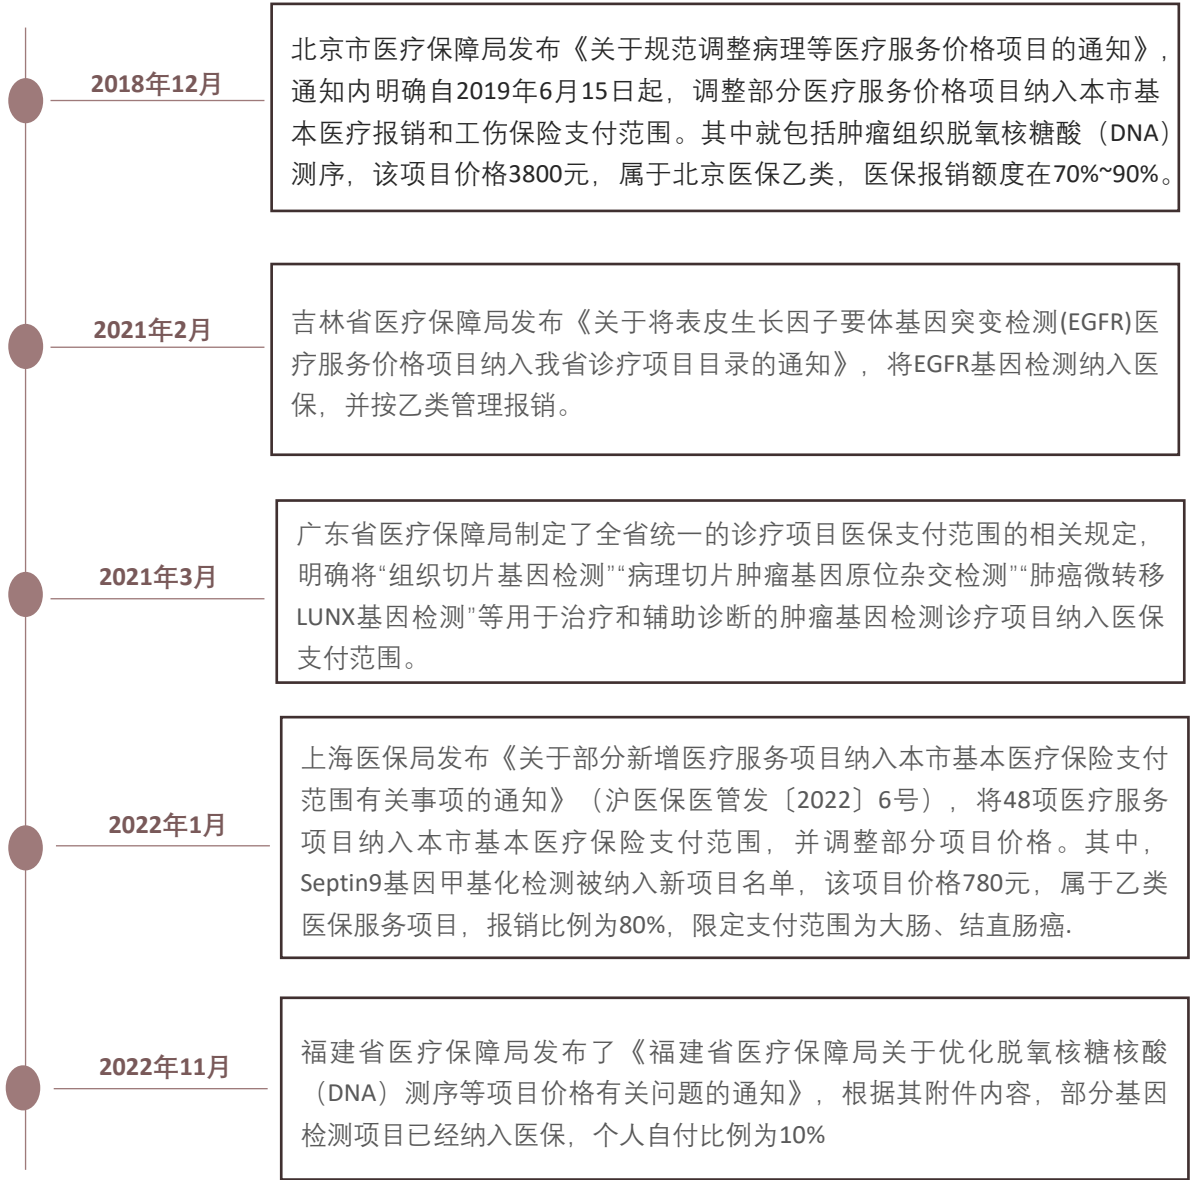 2018年12月
北京市医疗保障局发布《关于规范调整病理等医疗服务价格项目的通知》,
通知内明确自2019年6月15日起，调整部分医疗服务价格项目纳入本市基
本医疗报销和工伤保险支付范围。其中就包括肿瘤组织脱氧核糖酸（DNA）
测序，该项目价格3800元，属于北京医保乙类，医保报销额度在70%~90%。
2021年2月
吉林省医疗保障局发布《关于将表皮生长因子要体基因突变检测(EGFR)医
疗服务价格项目纳入我省诊疗项目目录的通知》，将EGFR基因检测纳入医
保，并按乙类管理报销。
2021年3月
广东省医疗保障局制定了全省统一的诊疗项目医保支付范围的相关规定，
明确将“组织切片基因检测”“病理切片肿瘤基因原位杂交检测”“肺癌微转移
LUNX基因检测”等用于治疗和辅助诊断的肿瘤基因检测诊疗项目纳入医保
支付范围。
2022年1月
上海医保局发布《关于部分新增医疗服务项目纳入本市基本医疗保险支付
范围有关事项的通知》（沪医保医管发〔2022〕6号），将48项医疗服务
项目纳入本市基本医疗保险支付范围，并调整部分项目价格。其中，
Septin9基因甲基化检测被纳入新项目名单，该项目价格780元，属于乙类
医保服务项目，报销比例为80%，限定支付范围为大肠、结直肠癌.
2022年11月
福建省医疗保障局发布了《福建省医疗保障局关于优化脱氧核糖核酸
（DNA）测序等项目价格有关问题的通知》，根据其附件内容，部分基因
检测项目已经纳入医保，个人自付比例为10%